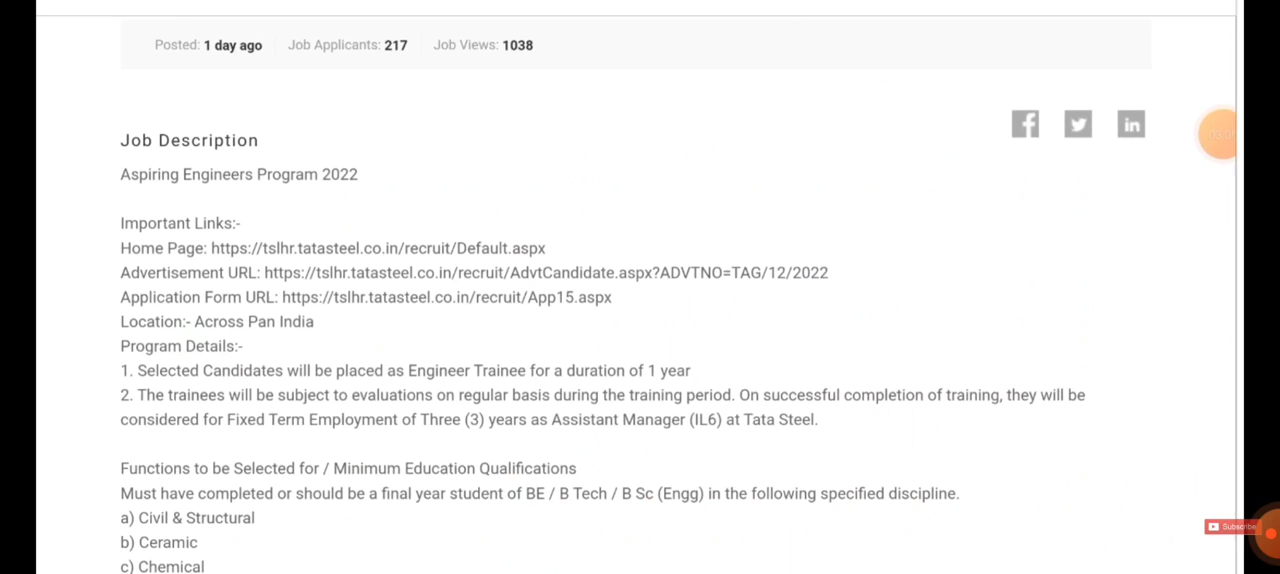 Posted: 1 day ago Job Applicants: 217 Job Views: 1038
Job Description
Aspiring Engineers Program 2022
Important Links:-
Home Page: https://tslhr.tatasteel.co.in/recruit/Default.aspx
Advertisement URL: https://tslhr.tatasteel.co.in/recruit/AdvtCandidate.aspx?ADVTNO=TAG/12/2022
Application Form URL: https://tslhr.tatasteel.co.in/recruit/App15.aspx
Location:- Across Pan India
Program Details:-
1. Selected Candidates will be placed as Engineer Trainee for a duration of 1 year
2. The trainees will be subject to evaluations on regular basis during the training period. On successful completion of training, they will be
considered for Fixed Term Employment of Three (3) years as Assistant Manager (IL6) at Tata Steel.
Functions to be Selected for / Minimum Education Qualifications
Must have completed or should be a final year student of BE / B Tech / B Sc (Engg) in the following specified discipline.
a) Civil & Structural
Subscribe
b) Ceramic
c) Chemical